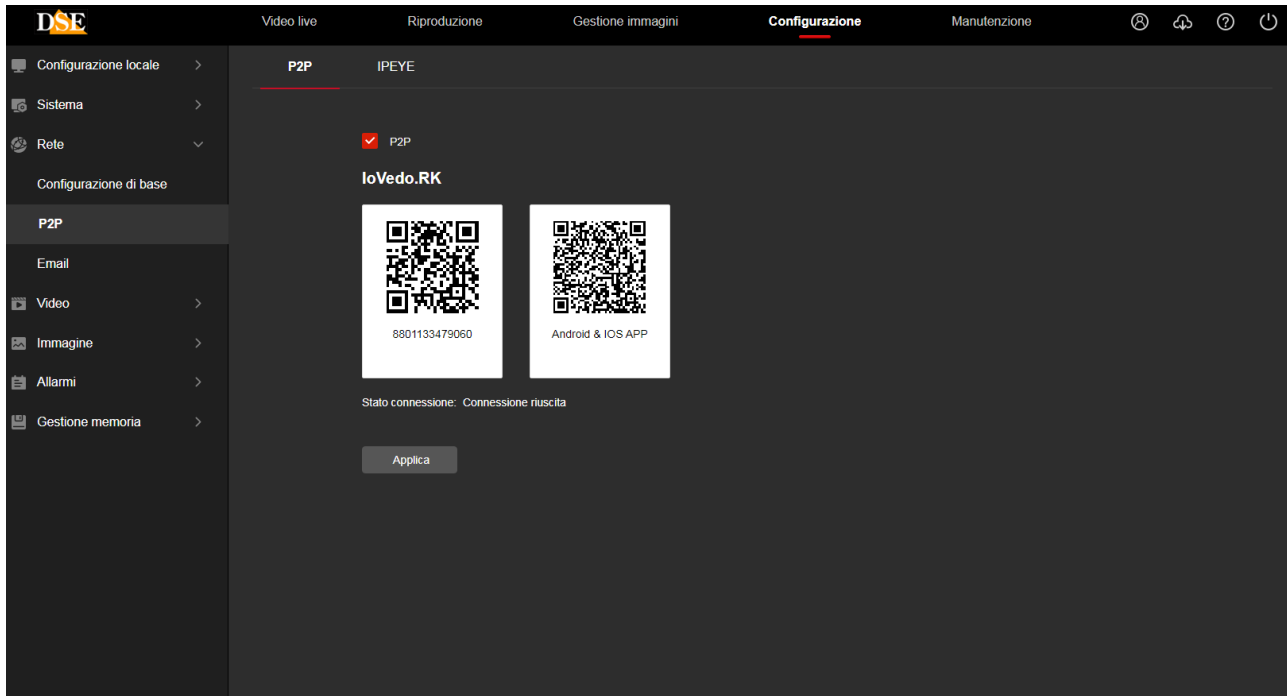 DSE
Video live
Riproduzione
Gestione immagini
Configurazione
Manutenzione
Configurazione locale
Sistema
Rete
Configurazione di base
P2P
Email
Video
Immagine
Allarmi
Gestione memoria
P2P
IPEYE
P2P
IoVedo.RK
8801133479060
Android & IOS APP
Stato connessione: Connessione riuscita
Applica